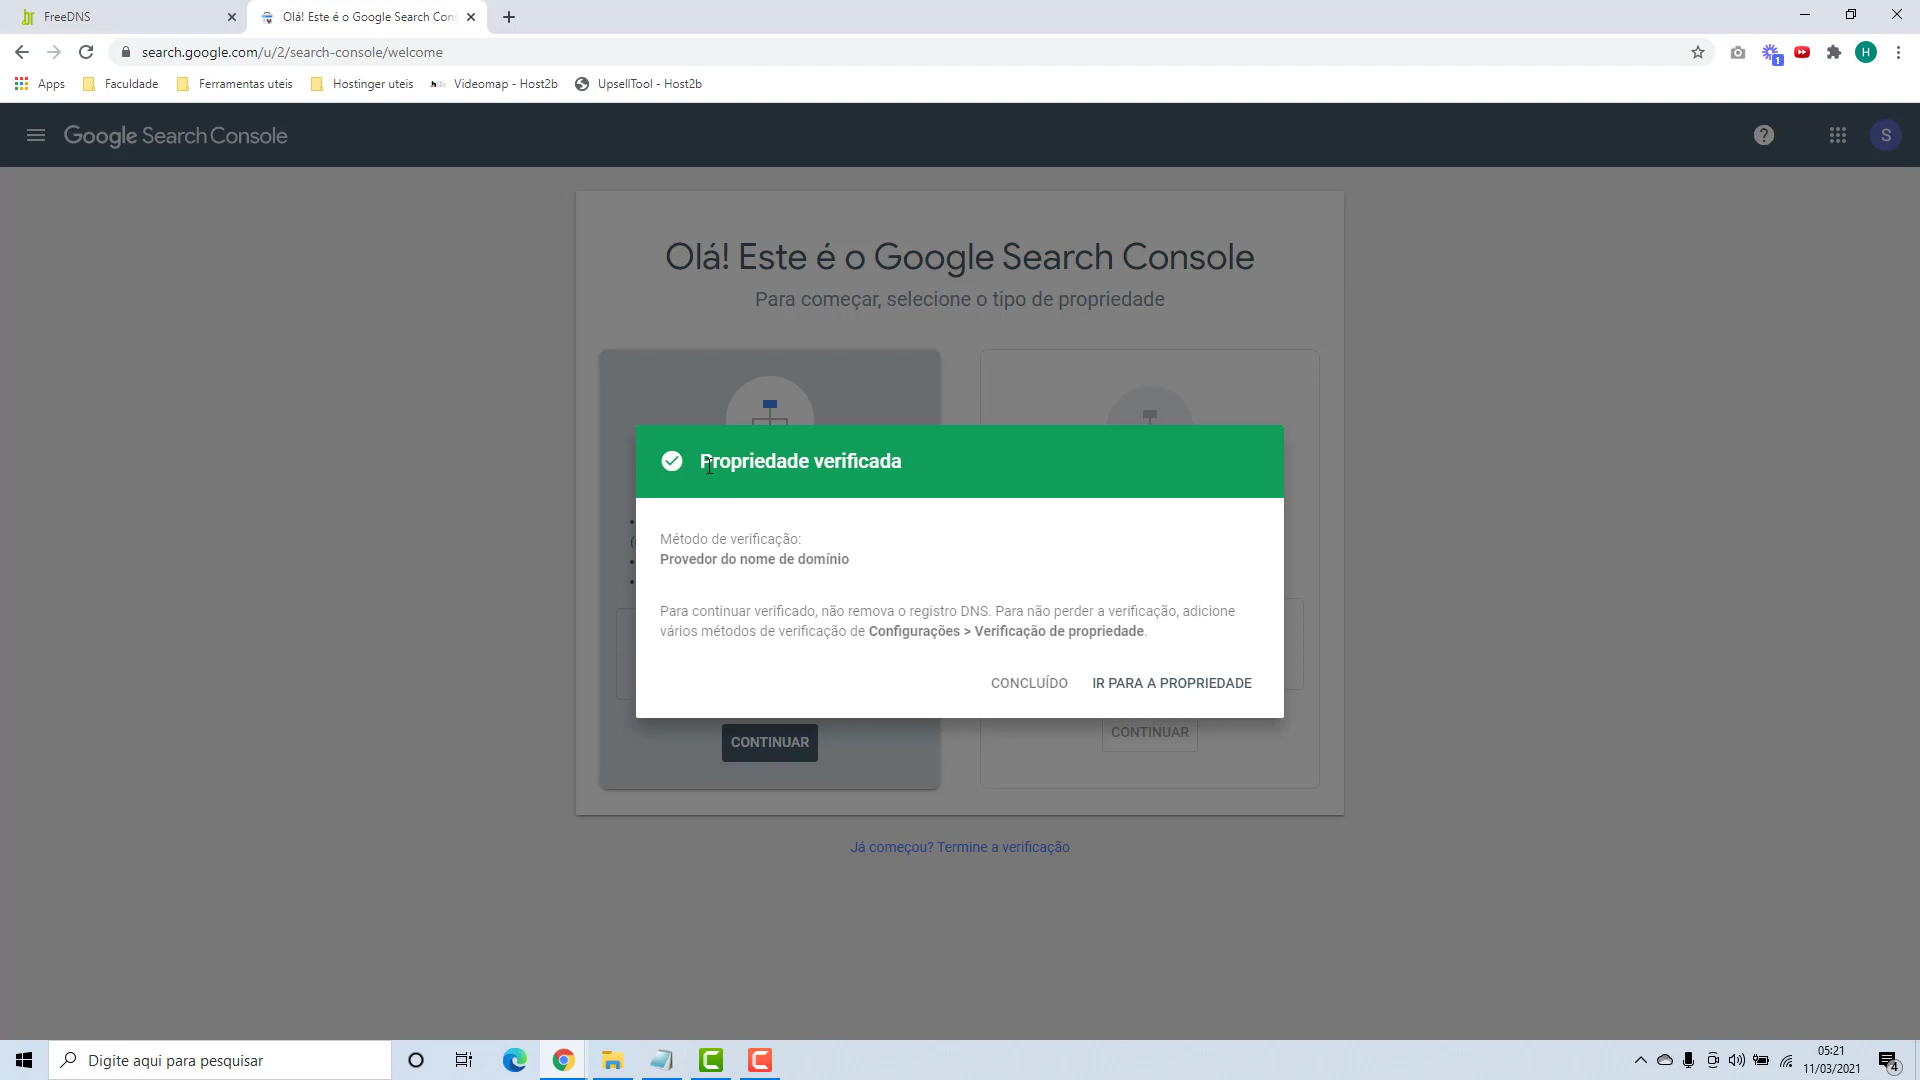 FreeDNS
Olá! Este é o Google Search Con
search.google.com/u/2/search-console/welcome
H
1
Apps
Faculdade
Ferramentas uteis
Hostinger uteis
Videomap - Host2b
UpsellTool - Host2b
Google Search Console
S
Olá! Este é o Google Search Console
Para começar, selecione o tipo de propriedade
Propriedade verificada
Método de verificação:
Provedor do nome de domínio
Para continuar verificado, não remova o registro DNS. Para não perder a verificação, adicione
vários métodos de verificação de Configurações > Verificação de propriedade.
CONCLUÍDO
IR PARA A PROPRIEDADE
CONTINUAR
CONTINUAR
Já começou? Termine a verificação
Digite aqui para pesquisar
05:21
11/03/2021
4